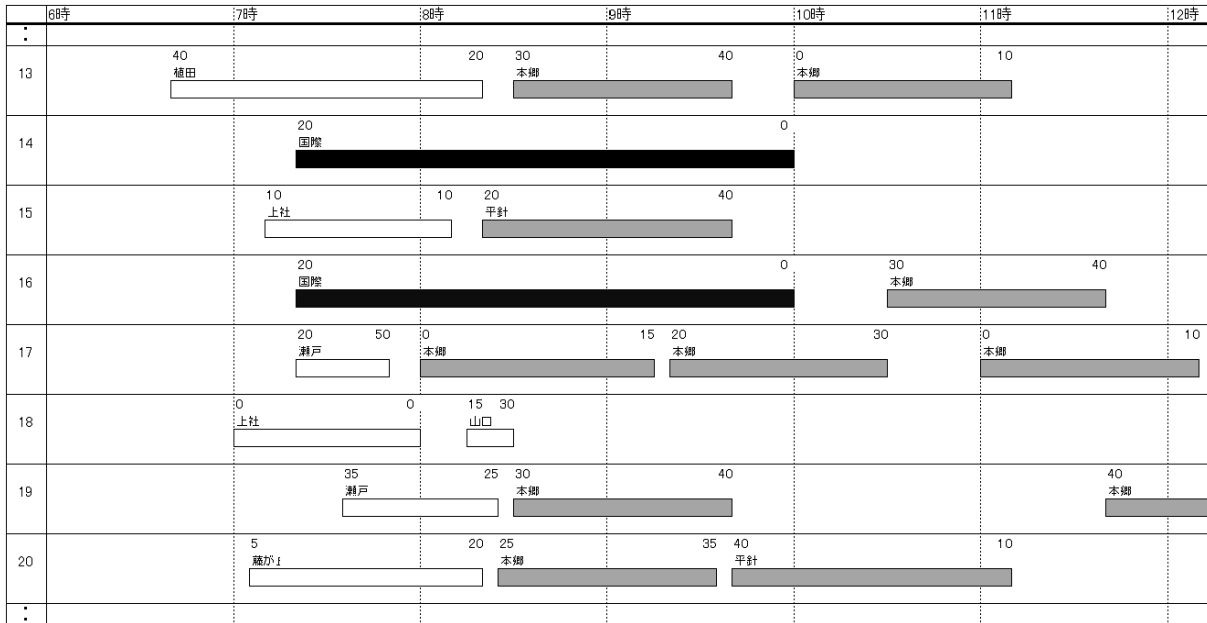 6時 7時 8時 9時 10時 11時 12時
:
13
40 20 30 40 0 10
植田 本郷 本郷
14
20 0
国際
15
10 10 20 40
上社 平針
16
20 0 30 40
国際 本郷
17
20 50 0 15 20 30 0 10
瀬戸 本郷 本郷 本郷
18
0 0 15 30
上社 山口
19
35 25 30 40 40
瀬戸 本郷 本郷
20
5 20 25 35 40 10
藤が 本郷 平針
: